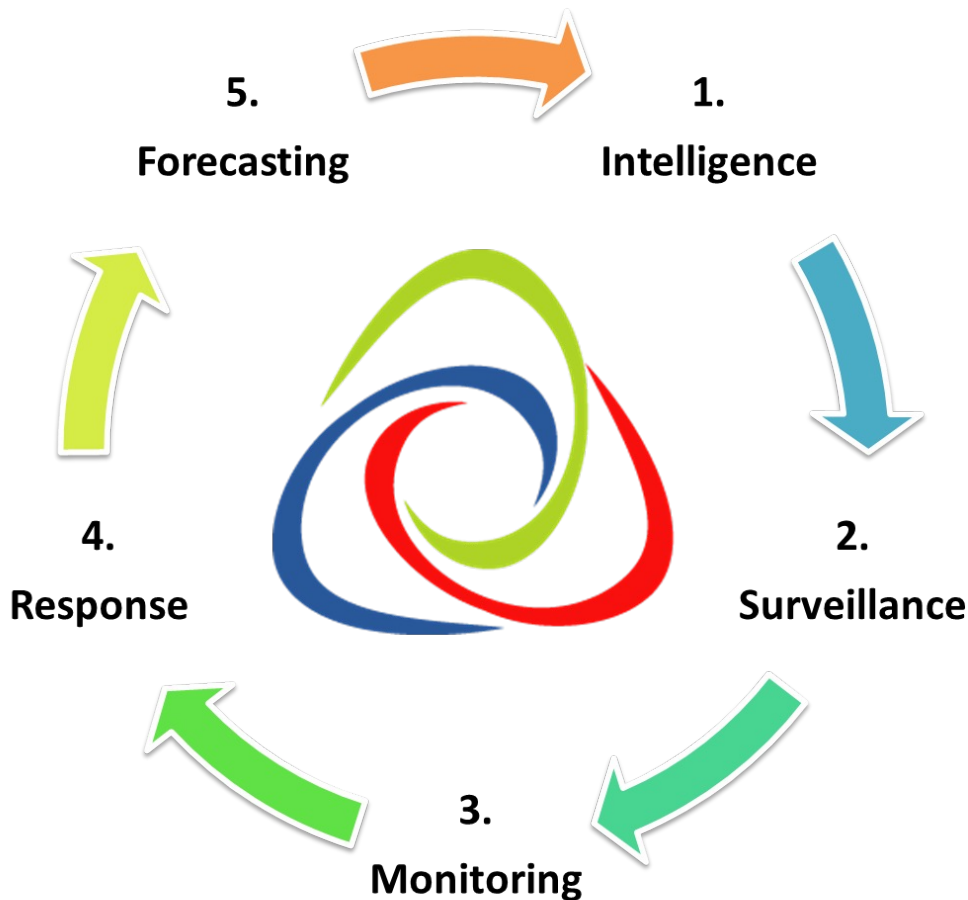 1.
Intelligence
2.
Surveillance
3.
Monitoring
4.
Response
5.
Forecasting